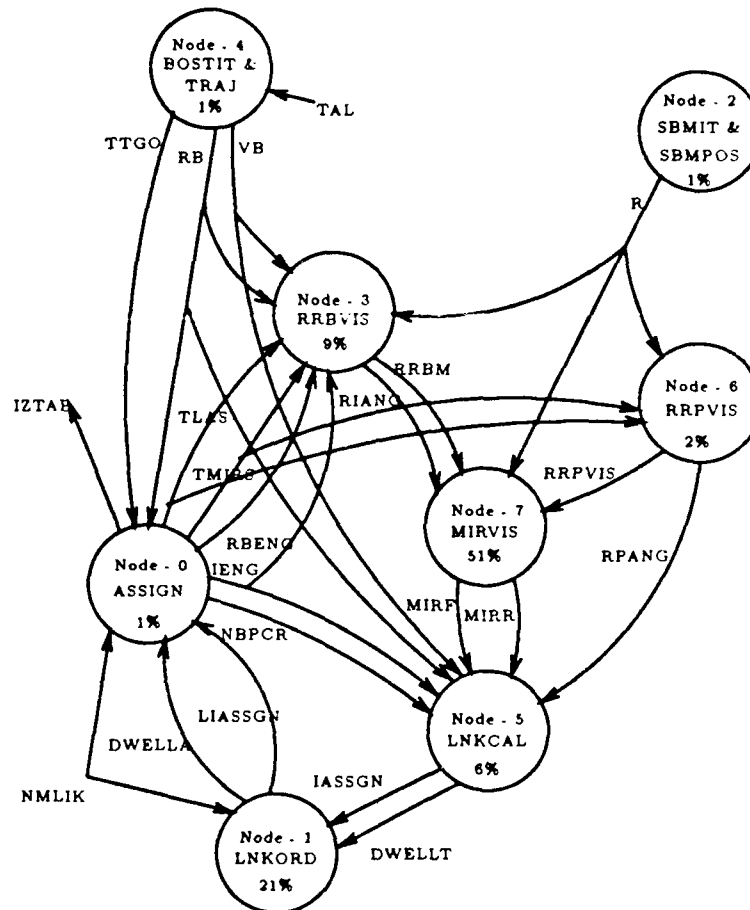 Node - 4
BOSTIT &
TRAJ
1%
TAL
Node - 2
SBMIT &
SBMPOS
1%
TTGO
RB
VB
R
Node - 3
RRBVIS
9%
RRBM
Node - 6
RRPVIS
2%
IZTAB
TLAS
RIANG
TMIRS
RRPVIS
Node - 7
MIRVIS
51%
RBENG
IENG
RPANG
Node - 0
ASSIGN
1%
MIRF
MIRR
NBPCR
LIASSGN
DWELLA
Node - 5
LNKCAL
6%
NMLIK
IASSGN
Node - 1
LNKORD
21%
DWELLT